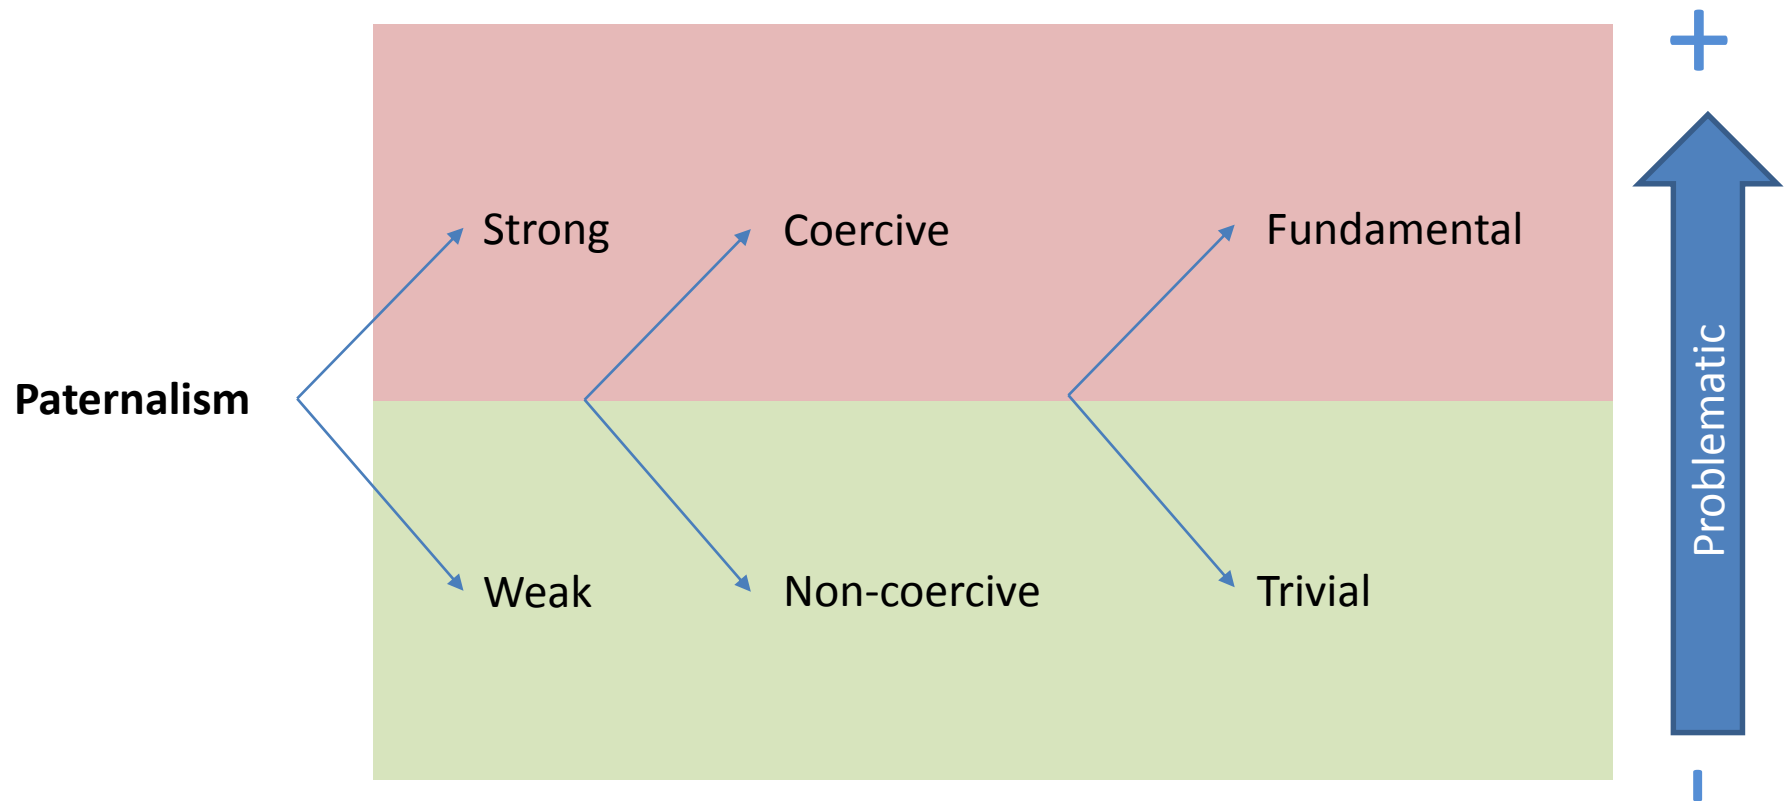 +
Strong Coercive Fundamental
Paternalism
Problematic
Weak Non-coercive Trivial
-